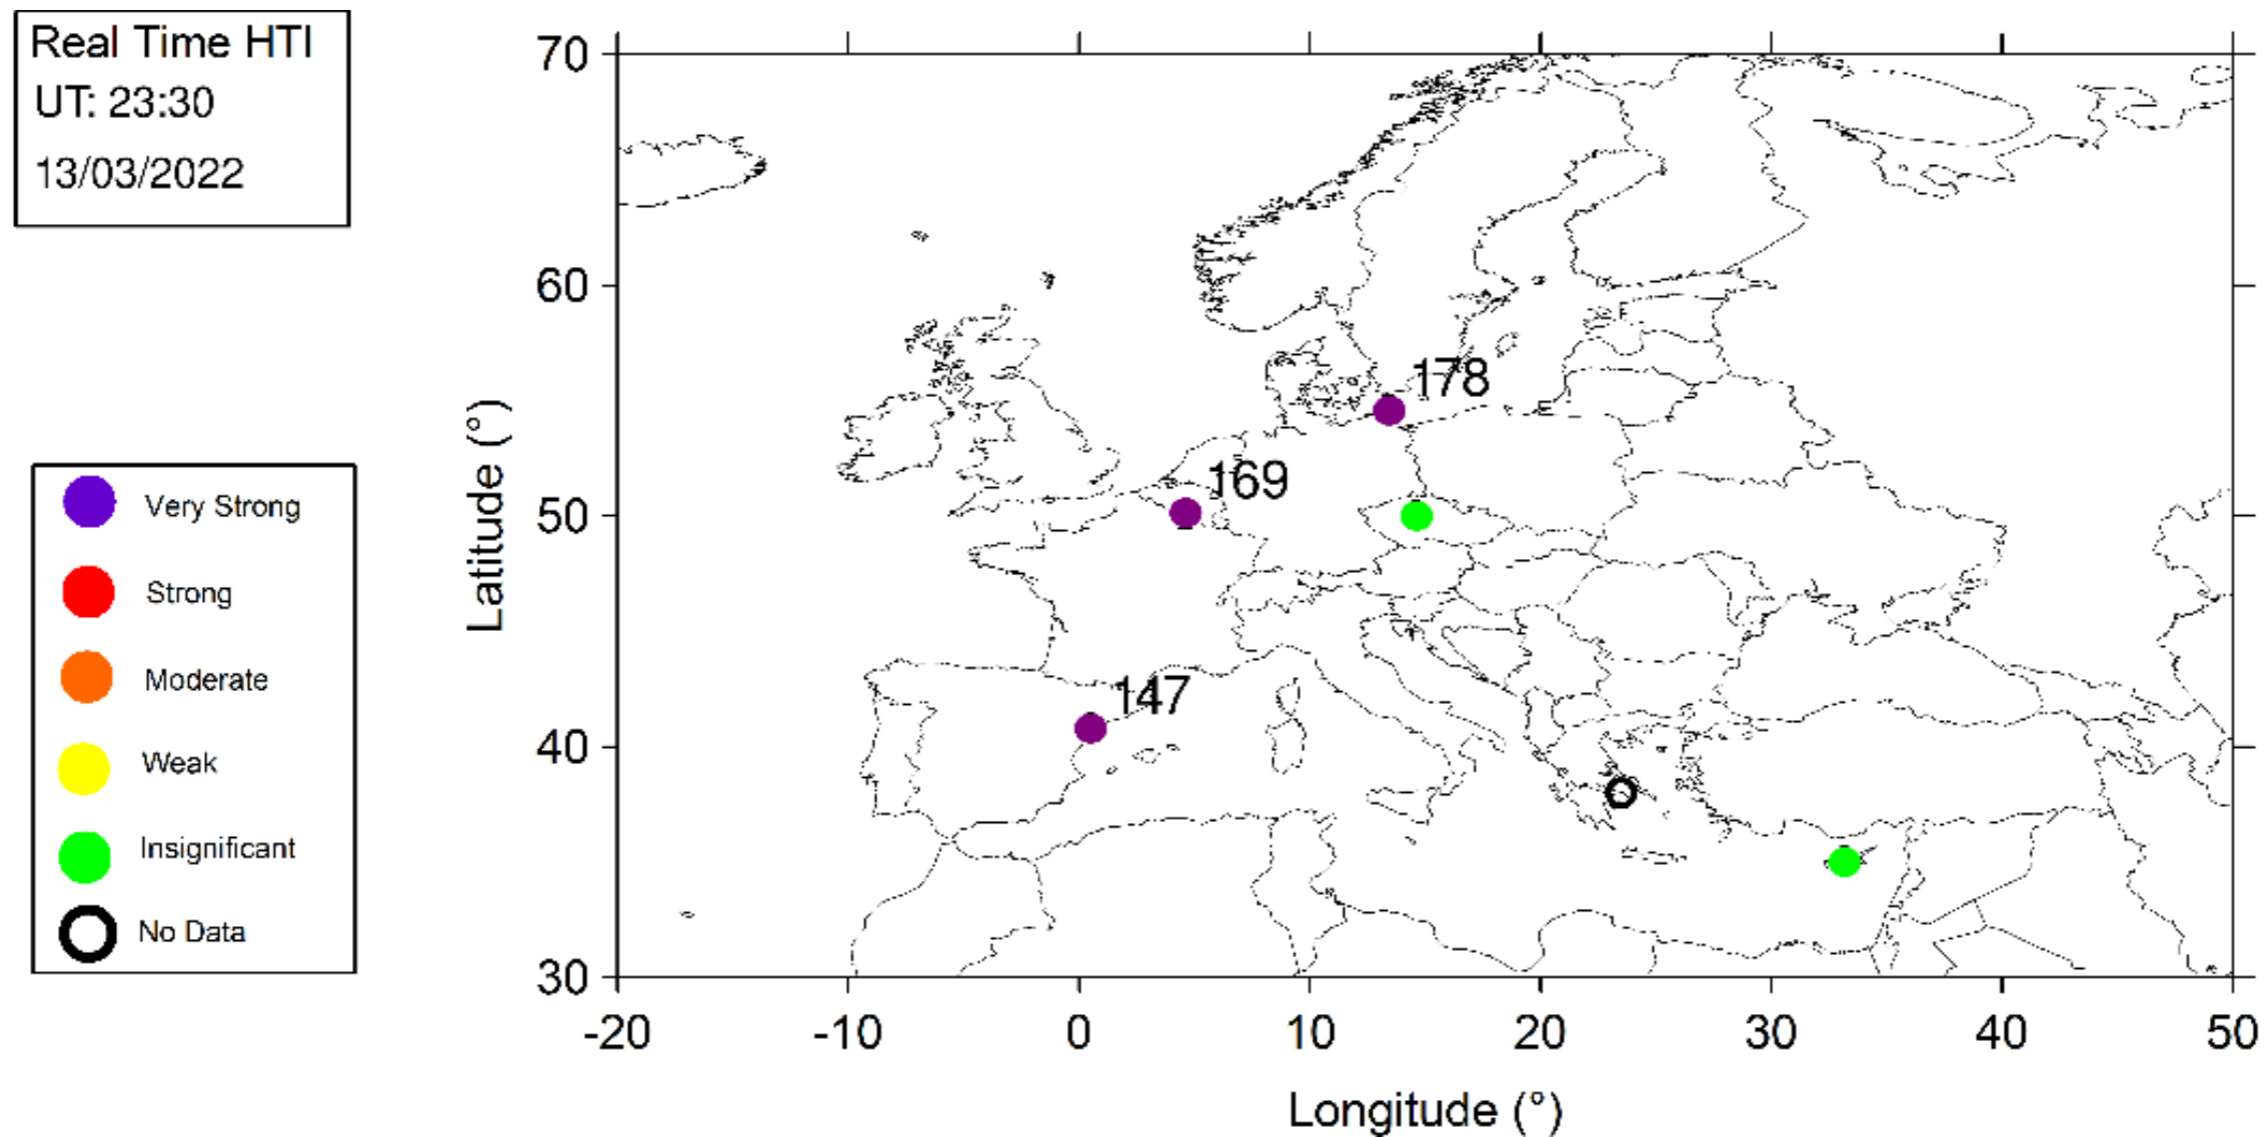 Real Time HTI
UT: 23:30
13/03/2022
Very Strong
Strong
Moderate
Weak
Insignificant
No Data
Latitude (°)
70
60
50
40
30
178
169
147
-20
-10
0
10
20
30
40
50
Longitude (°)